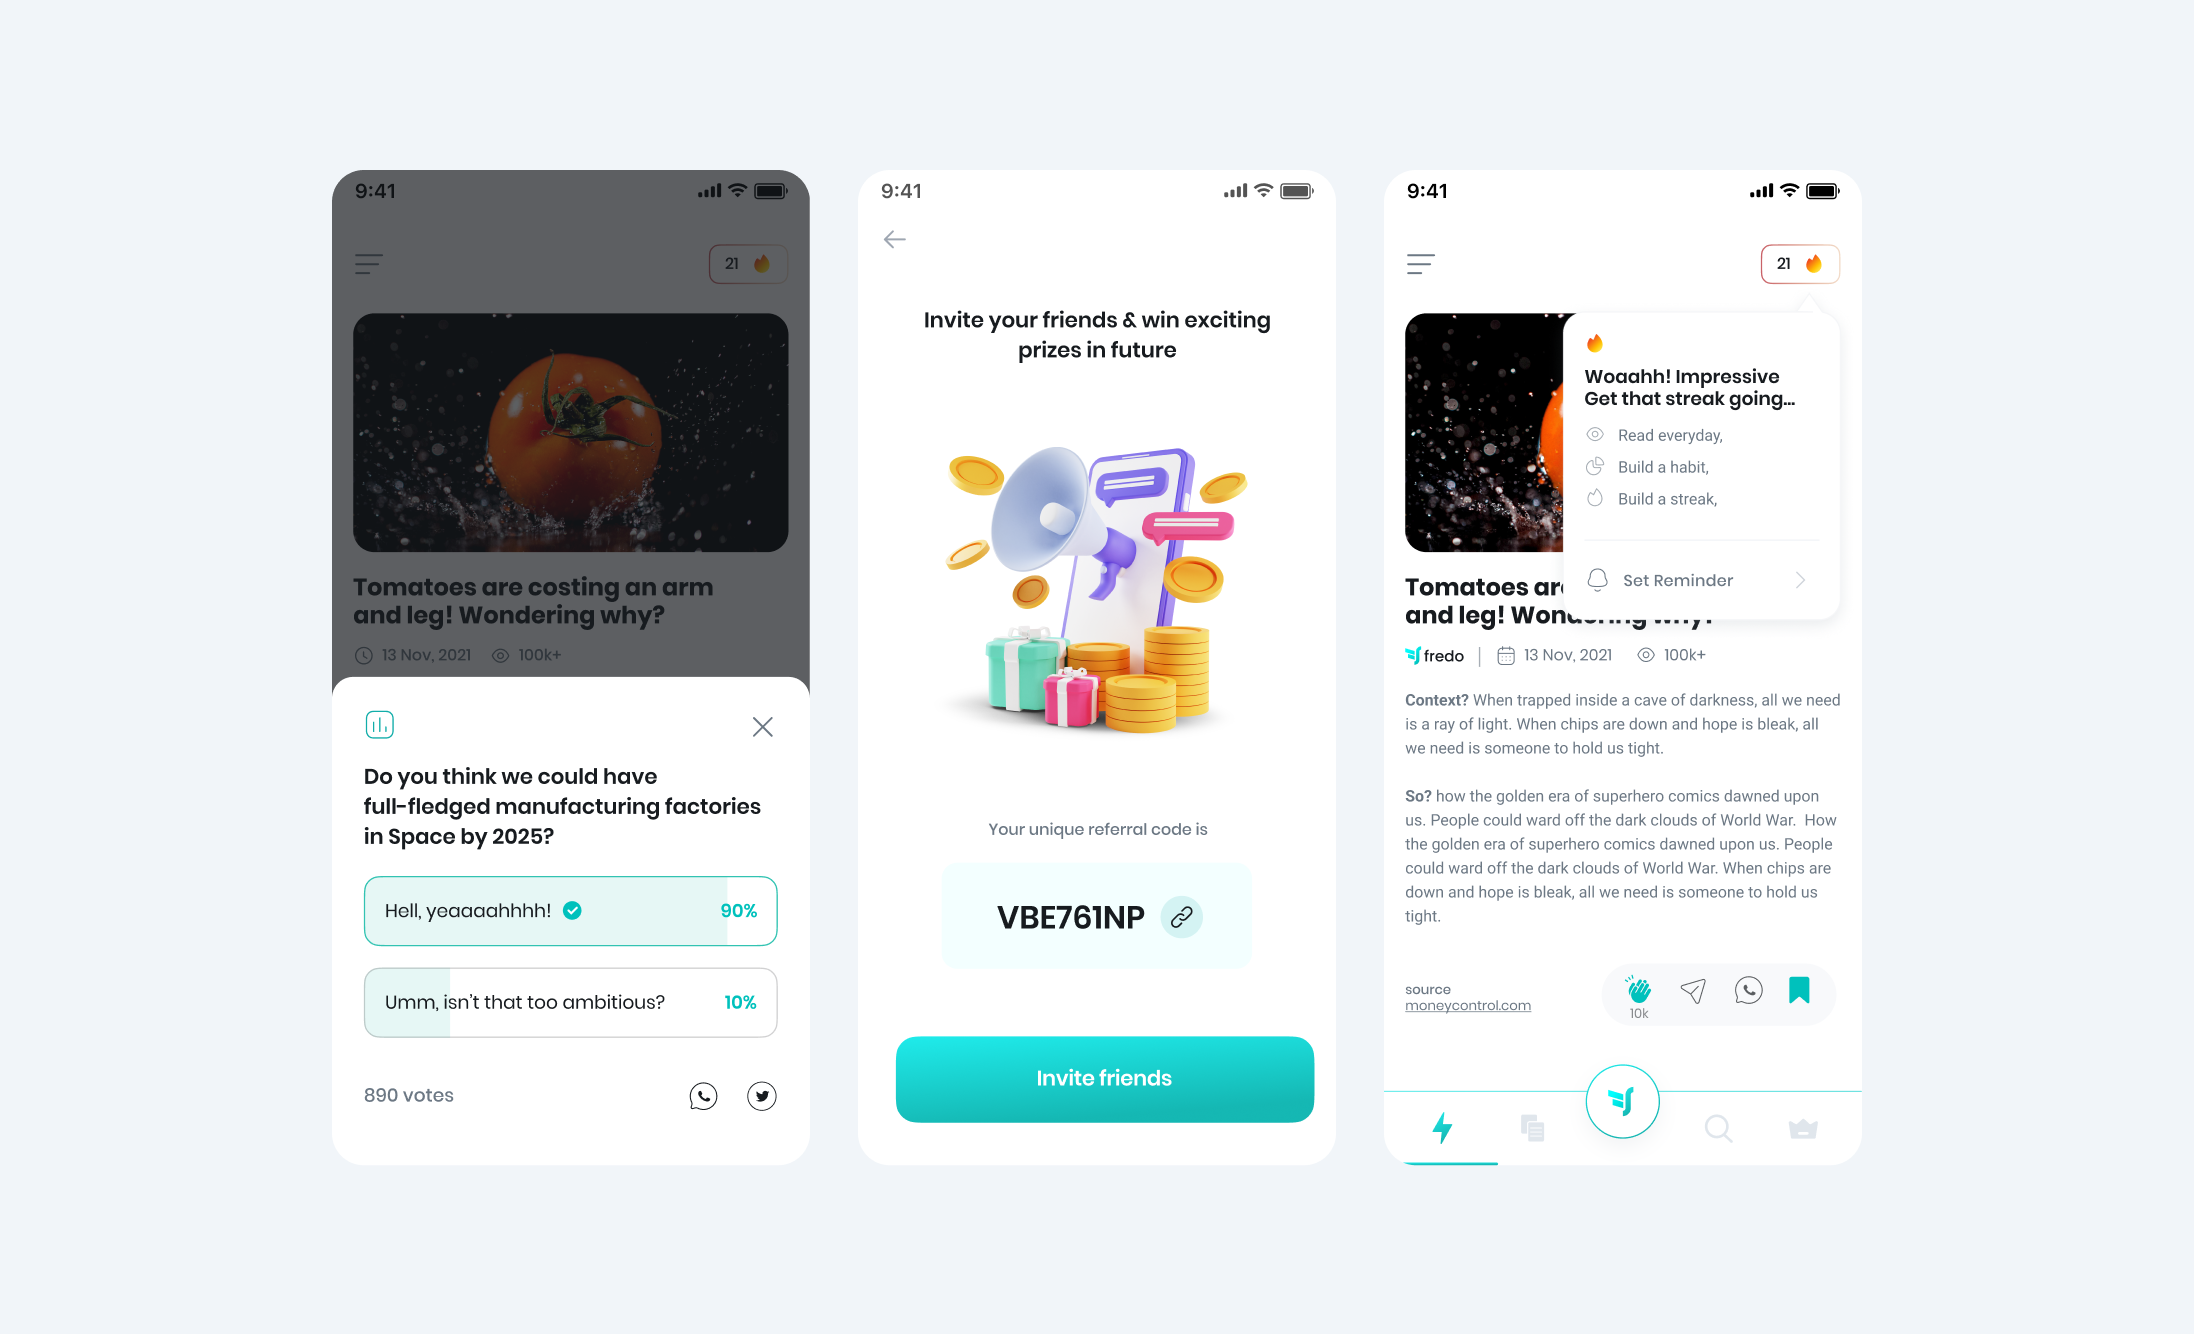 9:41
21
Tomatoes are costing an arm
and leg! Wondering why?
13 Nov, 2021 100k+
Do you think we could have
full-fledged manufacturing factories
in Space by 2025?
Hell, yeaaaahhhh! 90%
Umm, isn't that too ambitious? 10%
890 votes
9:41
Invite your friends & win exciting
prizes in future
Your unique referral code is
VBE761NP
Invite friends
9:41
21
Woaahh! Impressive
Get that streak going...
Read everyday,
Build a habit,
Build a streak,
Set Reminder
Tomatoes are
and leg! Wondering why?
fredo | 13 Nov, 2021 100k+
Context? When trapped inside a cave of darkness, all we need
is a ray of light. When chips are down and hope is bleak, all
we need is someone to hold us tight.
So? how the golden era of superhero comics dawned upon
us. People could ward off the dark clouds of World War. How
the golden era of superhero comics dawned upon us. People
could ward off the dark clouds of World War. When chips are
down and hope is bleak, all we need is someone to hold us
tight.
source
moneycontrol.com
10k